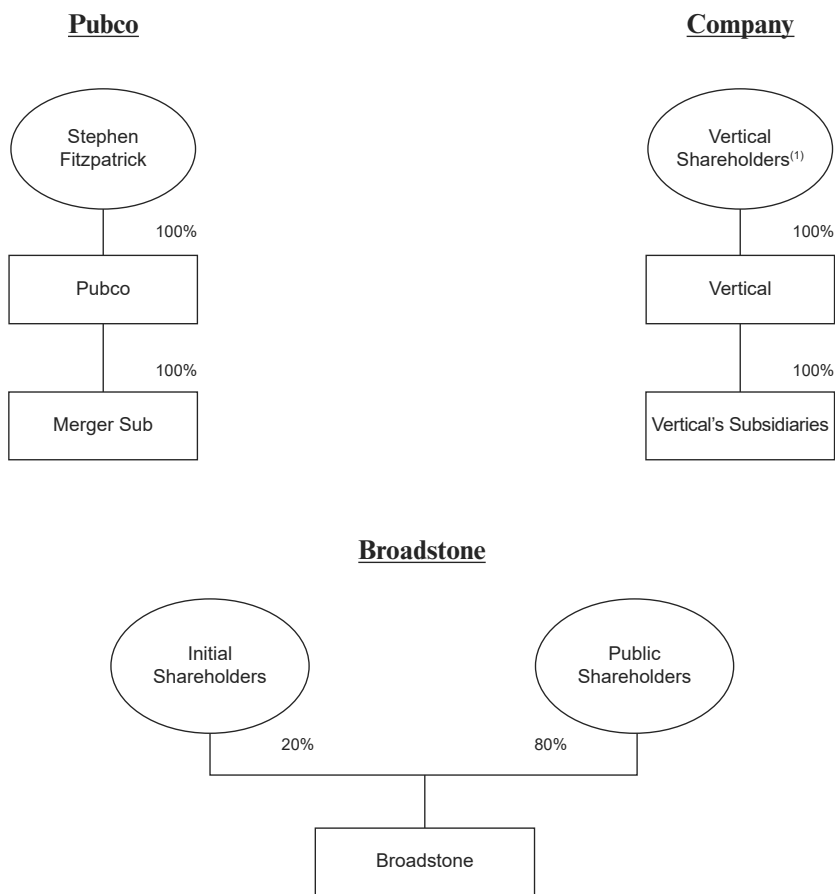 Pubco
Company
Stephen
Fitzpatrick
Vertical
Shareholders(1)
100%
100%
Pubco
Vertical
100%
100%
Merger Sub
Vertical’s Subsidiaries
Broadstone
Initial
Shareholders
Public
Shareholders
20%
80%
Broadstone